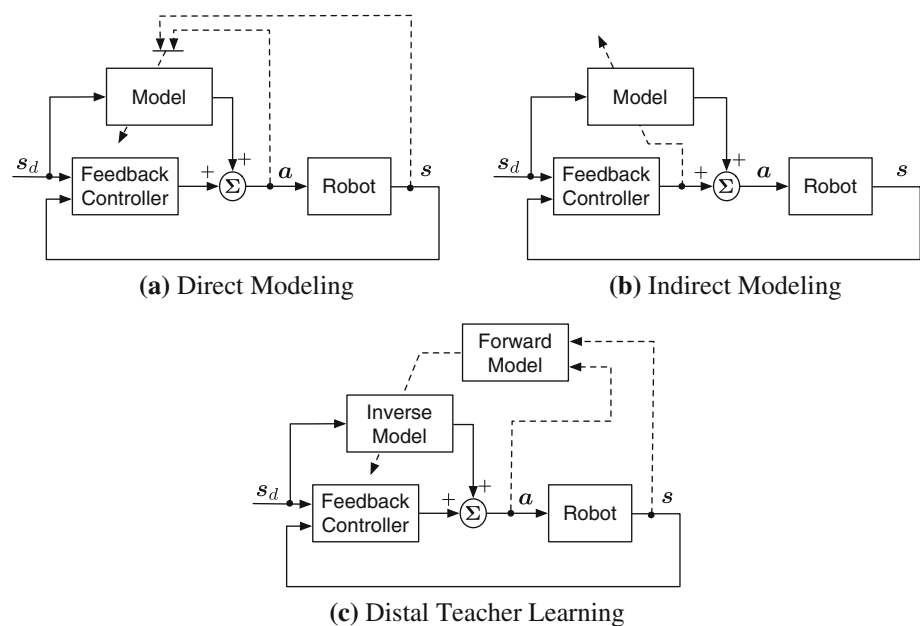 Model
s_d
Feedback
Controller
+
+
Σ
a
Robot
s
(a) Direct Modeling
Model
s_d
Feedback
Controller
+
+
Σ
a
Robot
s
(b) Indirect Modeling
Forward
Model
Inverse
Model
s_d
Feedback
Controller
+
+
Σ
a
Robot
s
(c) Distal Teacher Learning